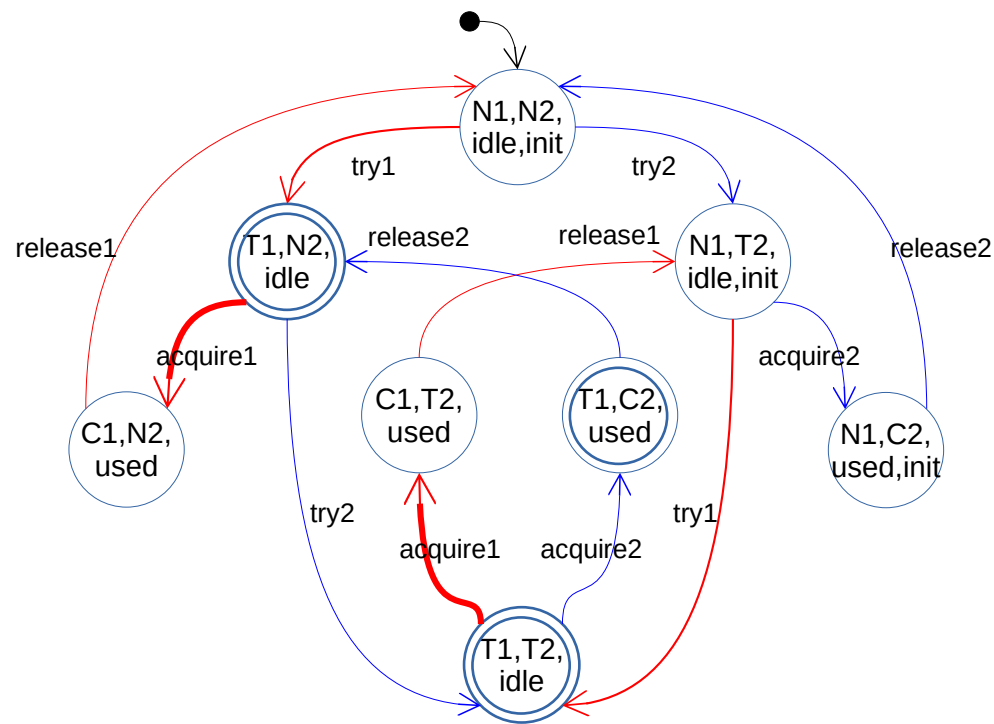 N1,N2,
idle,init
try1
try2
release1
T1,N2,
idle
release2
release1
N1,T2,
idle,init
release2
acquire1
acquire2
C1,N2,
used
C1,T2,
used
T1,C2,
used
N1,C2,
used,init
try2
try1
acquire1
acquire2
T1,T2,
idle